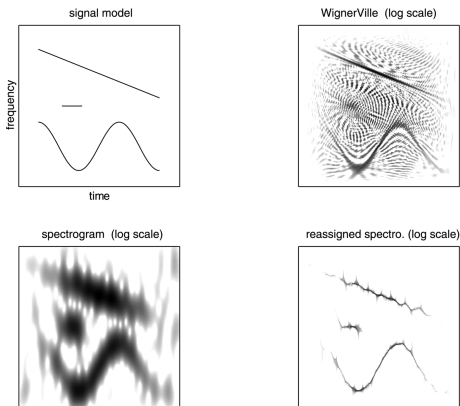 signal model
WignerVille (log scale)
frequency
time
spectrogram (log scale)
reassigned spectro. (log scale)